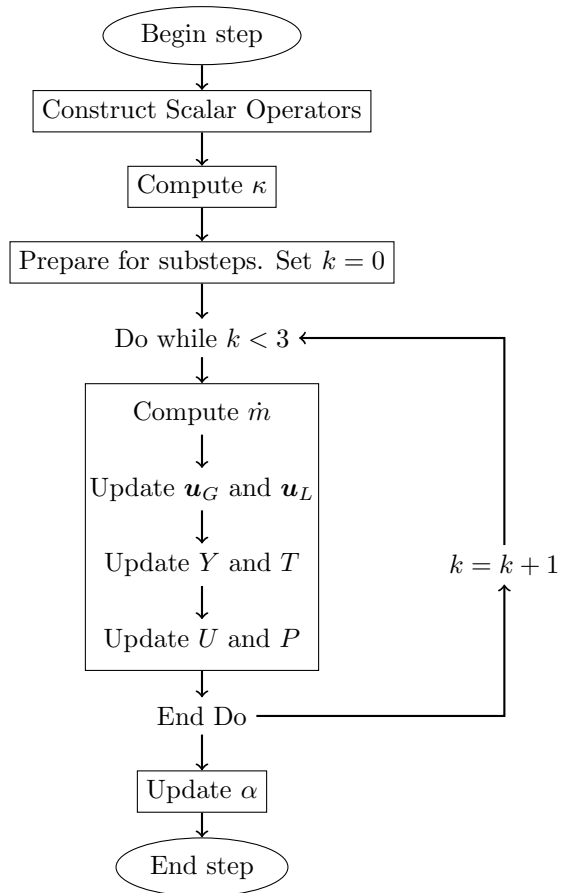 Begin step
Construct Scalar Operators
Compute κ
Prepare for substeps. Set k = 0
Do while k < 3
Compute ṁ
Update u_G and u_L
Update Y and T
k = k + 1
Update U and P
End Do
Update α
End step